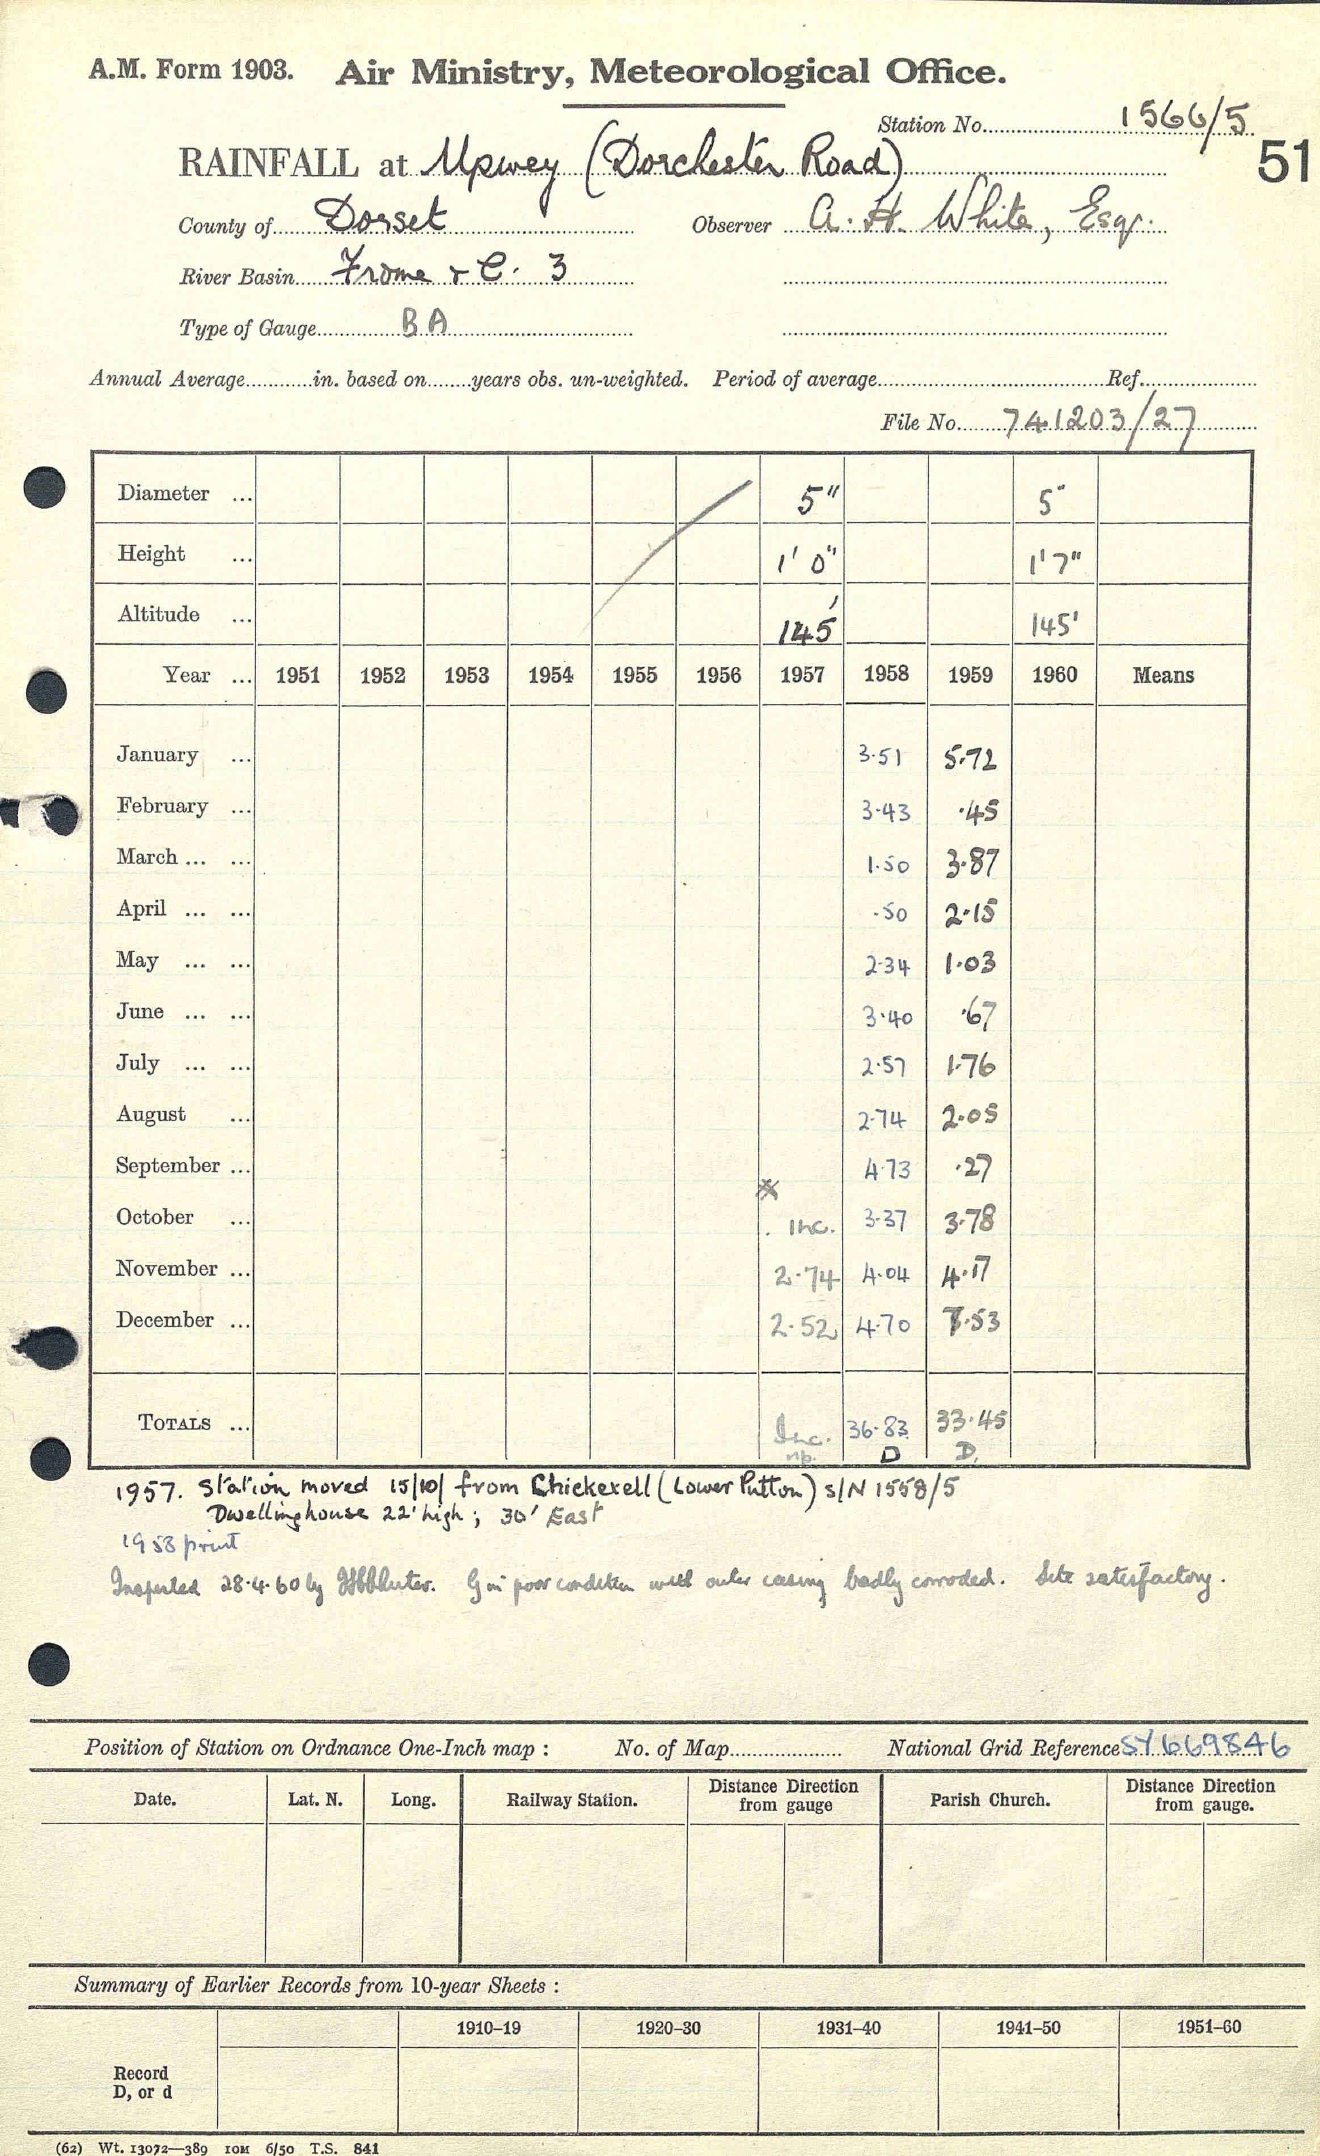 A.M. Form 1903. Air Ministry, Meteorological Office.
Station No. 1566/5
51
RAINFALL at Upwey (Dorchester Road)
County of Dorset Observer A. H. White, Esqr.
River Basin Frome & C. 3
Type of Gauge B A
Annual Average in. based on years obs. un-weighted. Period of average Ref.
File No. 741203/27
Diameter ... 5" 5"
Height ... 1' 0" 1' 7"
Altitude ... 145' 145'
Year ... 1951 1952 1953 1954 1955 1956 1957 1958 1959 1960 Means
January ... 3.51 5.72
February ... 3.43 .45
March ... ... 1.50 3.87
April ... ... .50 2.15
May ... ... 2.34 1.03
June ... ... 3.40 .67
July ... ... 2.57 1.76
August ... 2.74 2.05
September ... 4.73 .27
October ... Inc. 3.37 3.78
November ... 2.74 4.04 4.17
December ... 2.52 4.70 7.53
TOTALS ... Inc. 36.83 33.45
np. D D.
1957. Station moved 15/10/ from Chickerell (Lower Putton) S/N 1558/5
Dwellinghouse 22' high; 30' East
1958 print
Inspected 28.4.60 by G in poor condition with outer casing badly corroded. Site satisfactory.
Position of Station on Ordnance One-Inch map : No. of Map National Grid Reference SY669846
Date. Lat. N. Long. Railway Station. Distance Direction from gauge Parish Church. Distance Direction from gauge.
Summary of Earlier Records from 10-year Sheets :
1910–19 1920–30 1931–40 1941–50 1951–60
Record
D, or d
(62) Wt. 13072—389 10M 6/50 T.S. 841